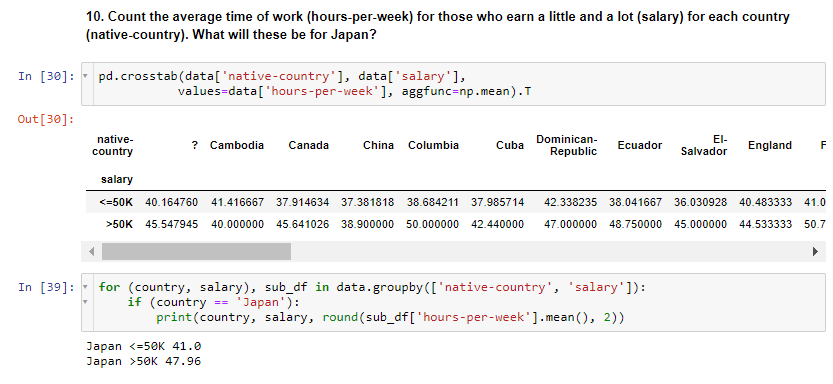 10. Count the average time of work (hours-per-week) for those who earn a little and a lot (salary) for each country
(native-country). What will these be for Japan?
In [30]: pd.crosstab(data['native-country'], data['salary'],
values=data['hours-per-week'], aggfunc=np.mean).T
Out[30]:
native-country ? Cambodia Canada China Columbia Cuba Dominican-Republic Ecuador El-Salvador England F
salary
<=50K 40.164760 41.416667 37.914634 37.381818 38.684211 37.985714 42.338235 38.041667 36.030928 40.483333 41.0
>50K 45.547945 40.000000 45.641026 38.900000 50.000000 42.440000 47.000000 48.750000 45.000000 44.533333 50.7
In [39]: for (country, salary), sub_df in data.groupby(['native-country', 'salary']):
if (country == 'Japan'):
print(country, salary, round(sub_df['hours-per-week'].mean(), 2))
Japan <=50K 41.0
Japan >50K 47.96